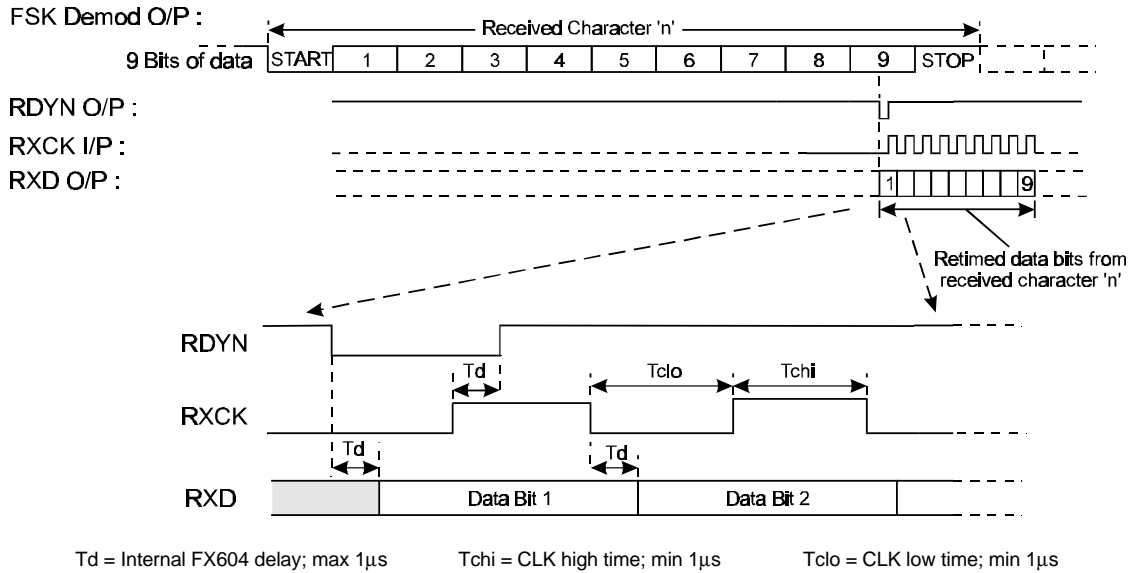 FSK Demod O/P :
Received Character 'n'
9 Bits of data START 1 2 3 4 5 6 7 8 9 STOP
RDYN O/P :
RXCK I/P :
RXD O/P :
1 9
Retimed data bits from
received character 'n'
RDYN
Td Tclo Tchi
RXCK
Td Td
RXD Data Bit 1 Data Bit 2
Td = Internal FX604 delay; max 1µs Tchi = CLK high time; min 1µs Tclo = CLK low time; min 1µs